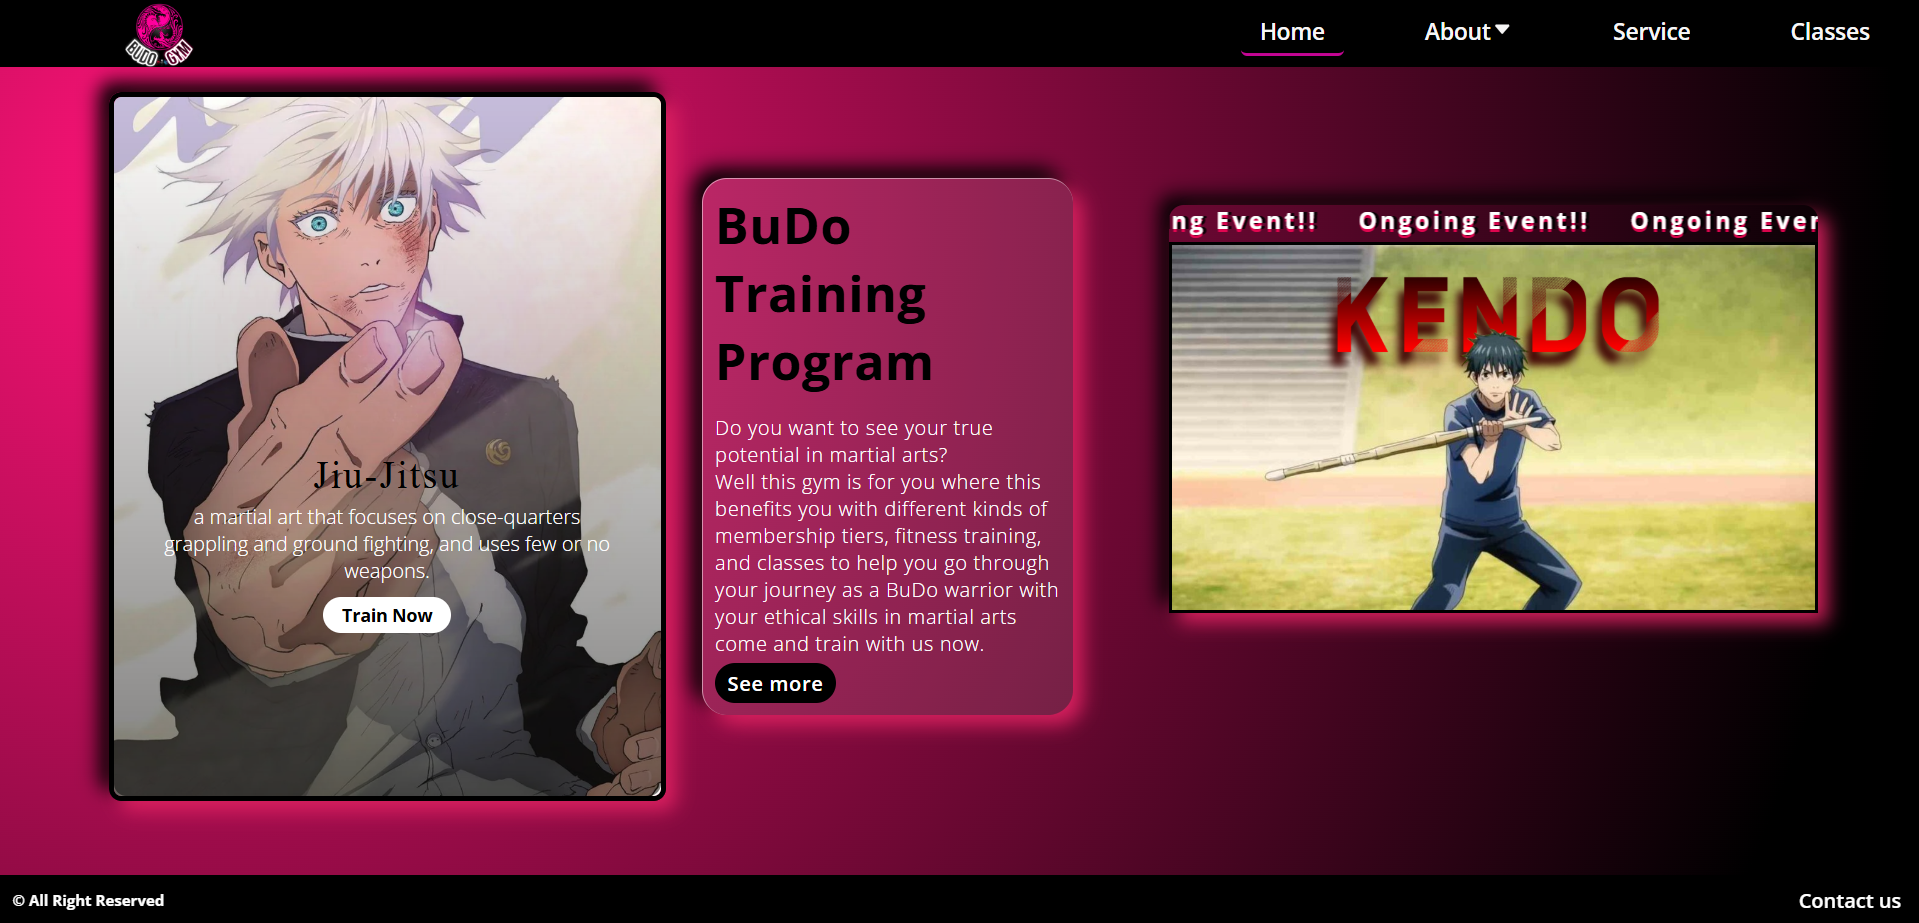 BUDO GYM
Home
About
Service
Classes
Jiu-Jitsu
a martial art that focuses on close-quarters
grappling and ground fighting, and uses few or no
weapons.
Train Now
BuDo
Training
Program
Do you want to see your true
potential in martial arts?
Well this gym is for you where this
benefits you with different kinds of
membership tiers, fitness training,
and classes to help you go through
your journey as a BuDo warrior with
your ethical skills in martial arts
come and train with us now.
See more
ng Event!! Ongoing Event!! Ongoing Ever
KENDO
© All Right Reserved
Contact us